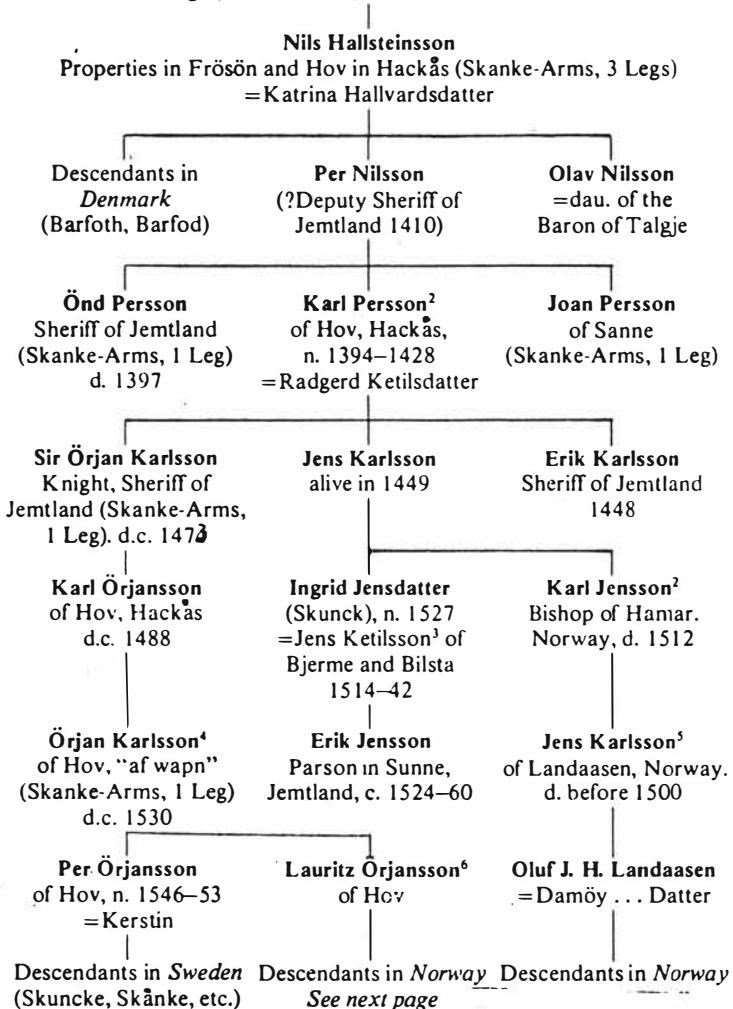 Nils Hallsteinsson
Properties in Frösön and Hov in Hackås (Skanke-Arms, 3 Legs)
=Katrina Hallvardsdatter
Descendants in
Denmark
(Barfoth, Barfod)
Per Nilsson
(?Deputy Sheriff of
Jemtland 1410)
Olav Nilsson
=dau. of the
Baron of Talgje
Önd Persson
Sheriff of Jemtland
(Skanke-Arms, 1 Leg)
d. 1397
Karl Persson²
of Hov, Hackås,
n. 1394–1428
=Radgerd Ketilsdatter
Joan Persson
of Sanne
(Skanke-Arms, 1 Leg)
Sir Örjan Karlsson
Knight, Sheriff of
Jemtland (Skanke-Arms,
1 Leg). d.c. 1473
Jens Karlsson
alive in 1449
Erik Karlsson
Sheriff of Jemtland
1448
Karl Örjansson
of Hov, Hackås
d.c. 1488
Ingrid Jensdatter
(Skunck), n. 1527
=Jens Ketilsson³ of
Bjerme and Bilsta
1514–42
Karl Jensson²
Bishop of Hamar.
Norway, d. 1512
Örjan Karlsson⁴
of Hov, "af wapn"
(Skanke-Arms, 1 Leg)
d.c. 1530
Erik Jensson
Parson in Sunne,
Jemtland, c. 1524–60
Jens Karlsson⁵
of Landaasen, Norway.
d. before 1500
Per Örjansson
of Hov, n. 1546–53
=Kerstin
Lauritz Örjansson⁶
of Hov
Oluf J. H. Landaasen
=Damöy ... Datter
Descendants in Sweden
(Skuncke, Skånke, etc.)
Descendants in Norway
See next page
Descendants in Norway